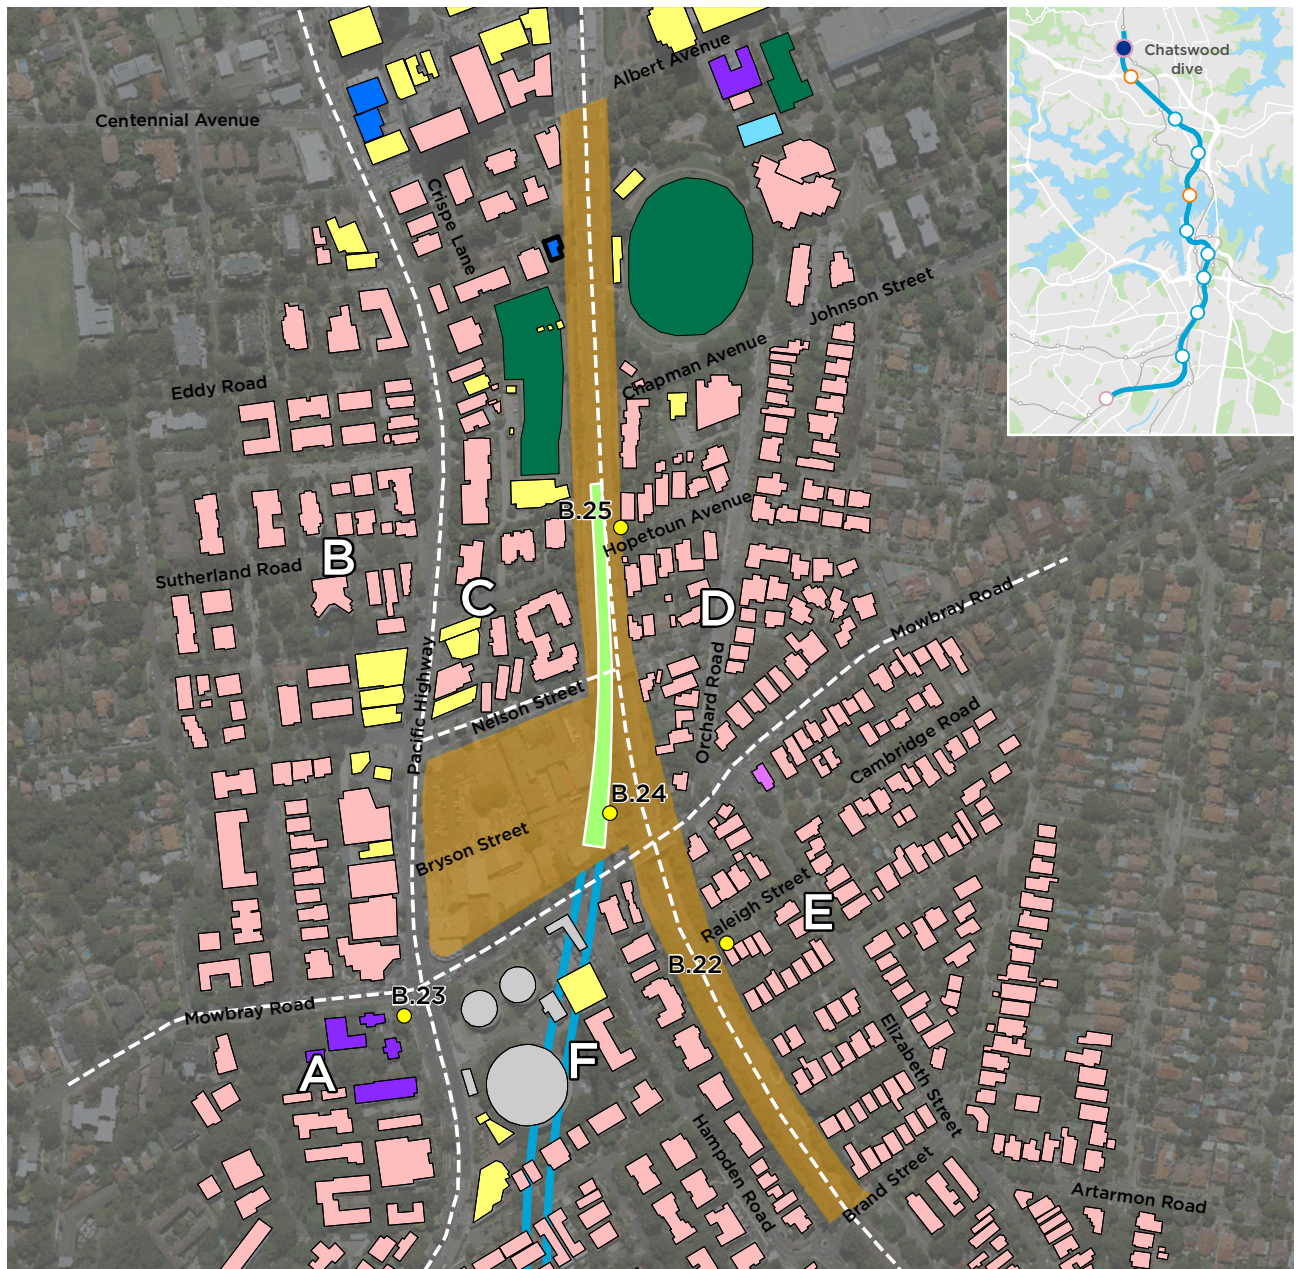 Albert Avenue
Chatswood
dive
Centennial Avenue
Crispe Lane
Johnson Street
Chapman Avenue
Eddy Road
B.25
Hopetoun Avenue
B
Sutherland Road
C
D
Mowbray Road
Pacific Highway
Nelson Street
Orchard Road
Cambridge Road
B.24
Bryson Street
Raleigh Street
E
B.22
B.23
Mowbray Road
A
F
Elizabeth Street
Hampden Road
Brand Street
Artarmon Road